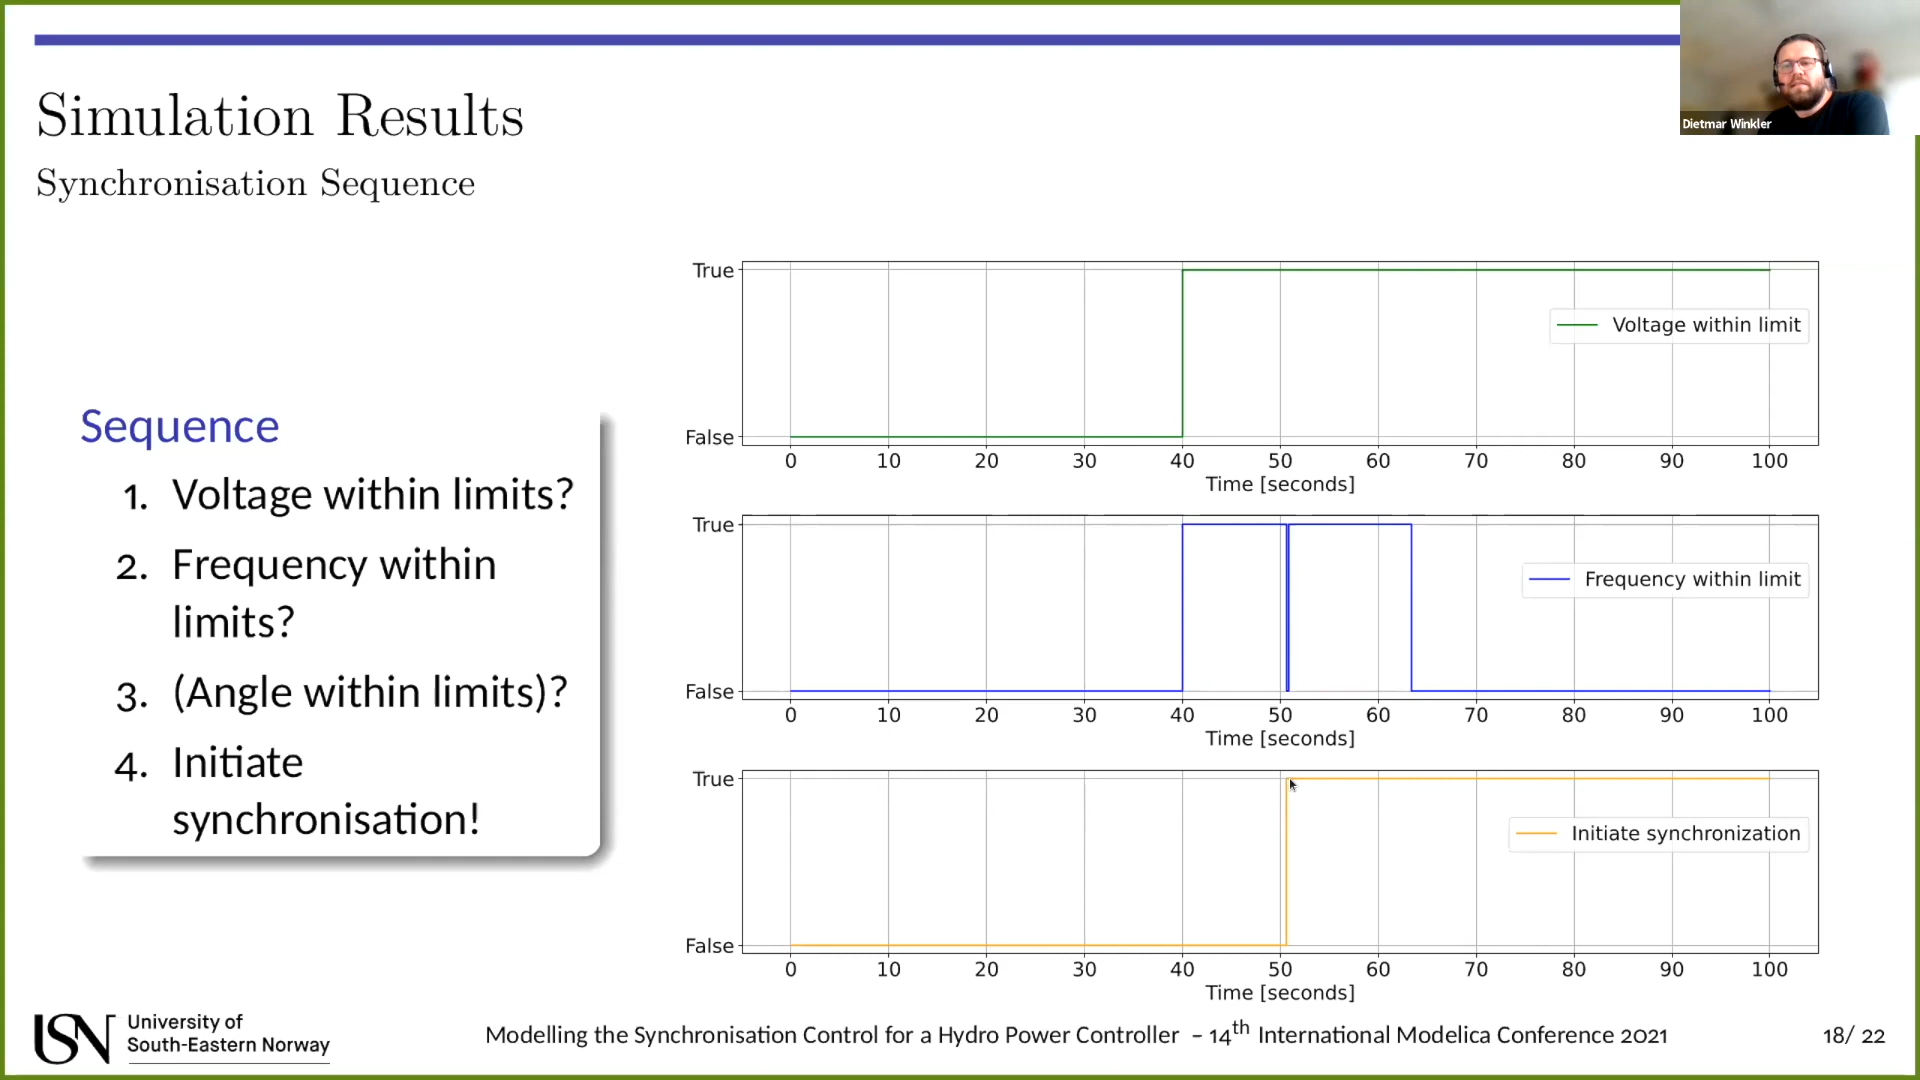 Dietmar Winkler
Simulation Results
Synchronisation Sequence
Sequence
1. Voltage within limits?
2. Frequency within
limits?
3. (Angle within limits)?
4. Initiate
synchronisation!
True
Voltage within limit
False
0 10 20 30 40 50 60 70 80 90 100
Time [seconds]
True
Frequency within limit
False
0 10 20 30 40 50 60 70 80 90 100
Time [seconds]
True
Initiate synchronization
False
0 10 20 30 40 50 60 70 80 90 100
Time [seconds]
USN
University of
South-Eastern Norway
Modelling the Synchronisation Control for a Hydro Power Controller – 14th International Modelica Conference 2021
18/ 22